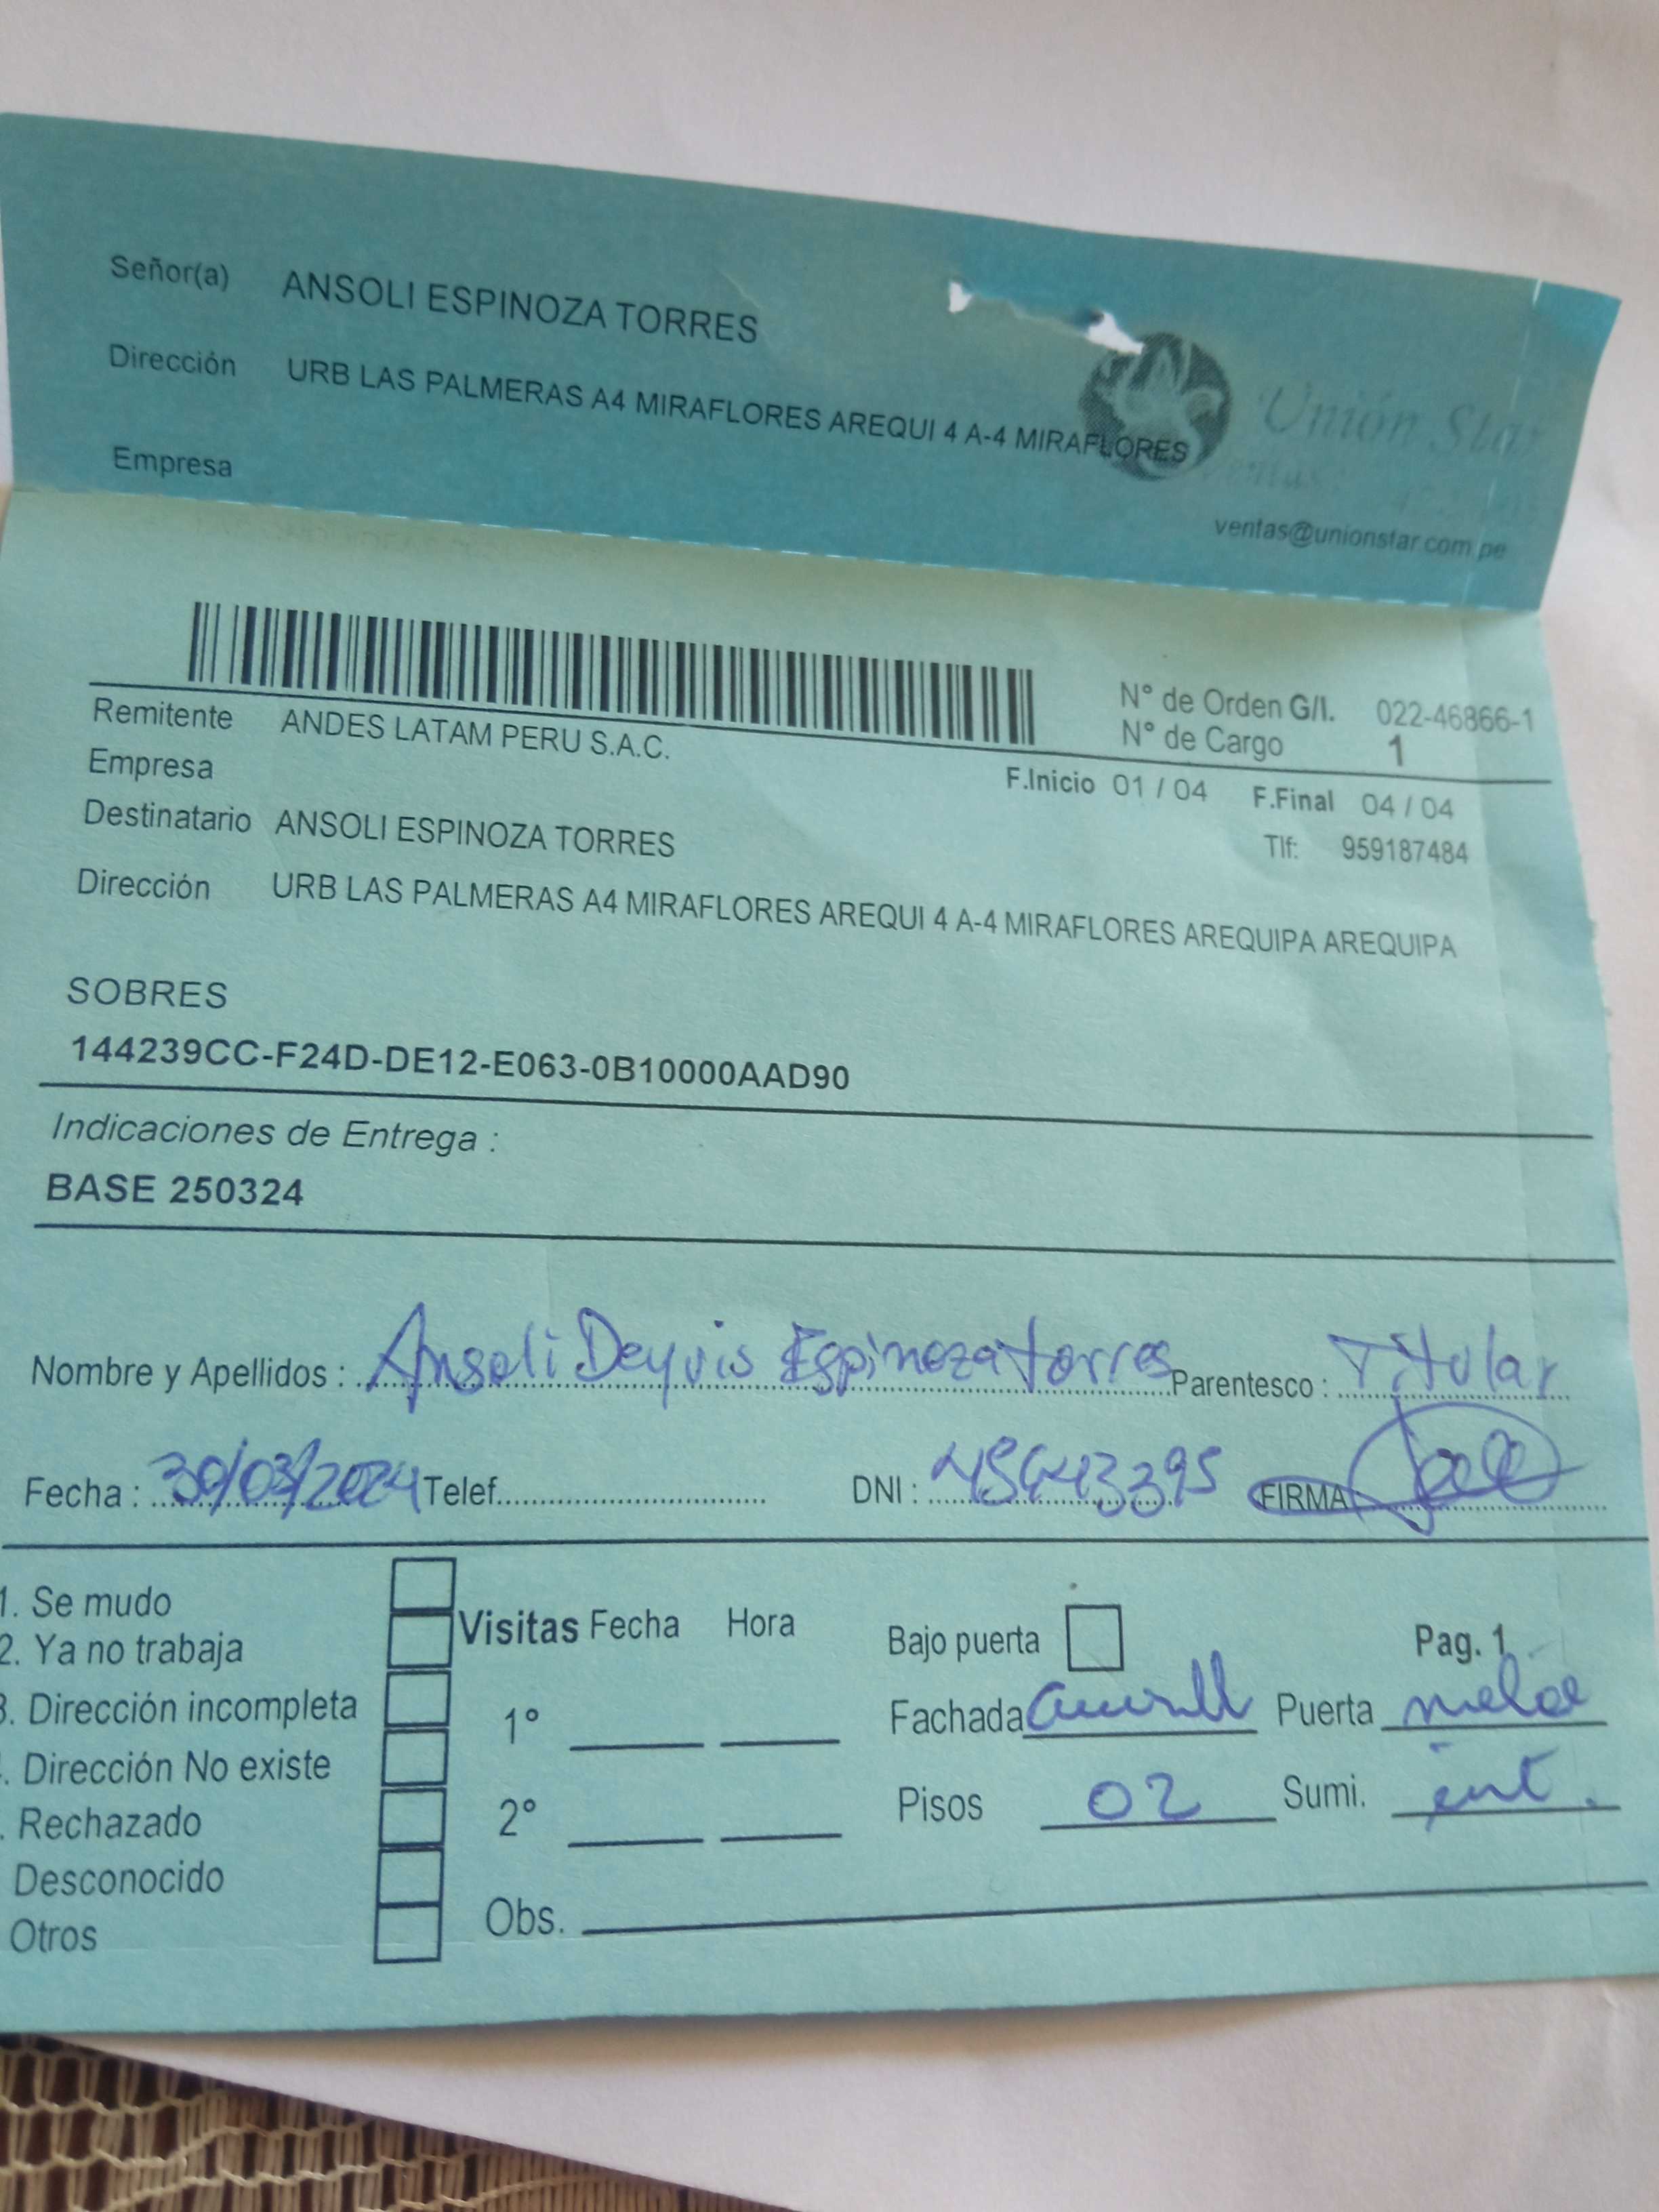 Señor(a) ANSOLI ESPINOZA TORRES
Dirección URB LAS PALMERAS A4 MIRAFLORES AREQUI 4 A-4 MIRAFLORES
Unión Star
Empresa
ventas@unionstar.com.pe
N° de Orden G/I. 022-46866-1
N° de Cargo 1
Remitente ANDES LATAM PERU S.A.C.
Empresa
F.Inicio 01 / 04 F.Final 04 / 04
Destinatario ANSOLI ESPINOZA TORRES
Tlf: 959187484
Dirección URB LAS PALMERAS A4 MIRAFLORES AREQUI 4 A-4 MIRAFLORES AREQUIPA AREQUIPA
SOBRES
144239CC-F24D-DE12-E063-0B10000AAD90
Indicaciones de Entrega :
BASE 250324
Nombre y Apellidos : Ansoli Deyvis Espinoza torres Parentesco : Titular
Fecha : 30/03/2024 Telef. DNI : 45443395 FIRMA
1. Se mudo
2. Ya no trabaja
3. Dirección incompleta
. Dirección No existe
. Rechazado
Desconocido
Otros
Visitas Fecha Hora
1°
2°
Obs.
Bajo puerta Pag. 1
Fachada Puerta
Pisos 02 Sumi. int.